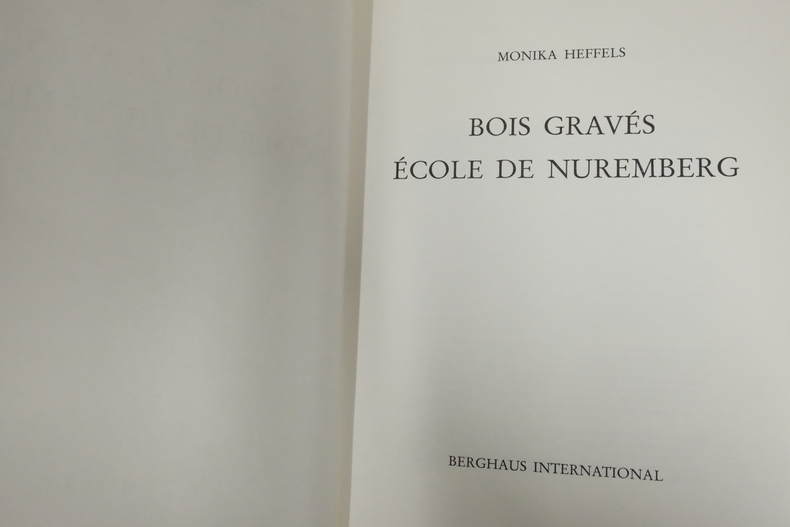 MONIKA HEFFELS
BOIS GRAVÉS
ÉCOLE DE NUREMBERG
BERGHAUS INTERNATIONAL